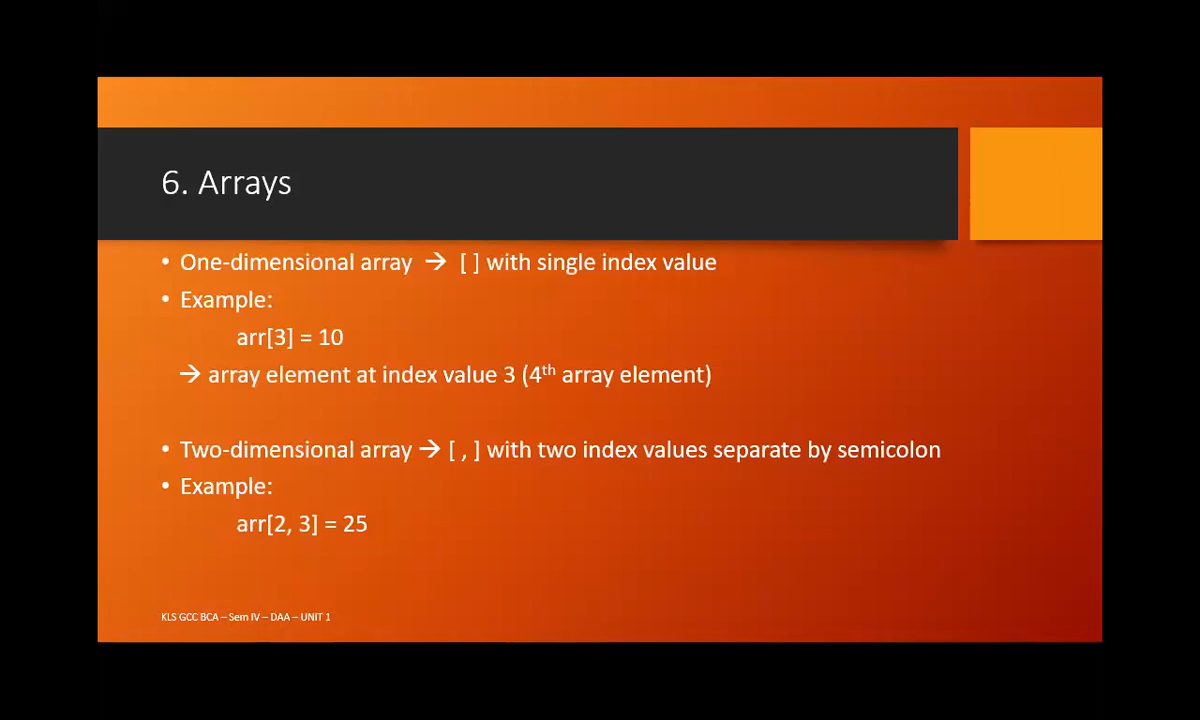 6. Arrays
• One-dimensional array → [ ] with single index value
• Example:
arr[3] = 10
→ array element at index value 3 (4th array element)
• Two-dimensional array → [ , ] with two index values separate by semicolon
• Example:
arr[2, 3] = 25
KLS GCC BCA – Sem IV – DAA – UNIT 1